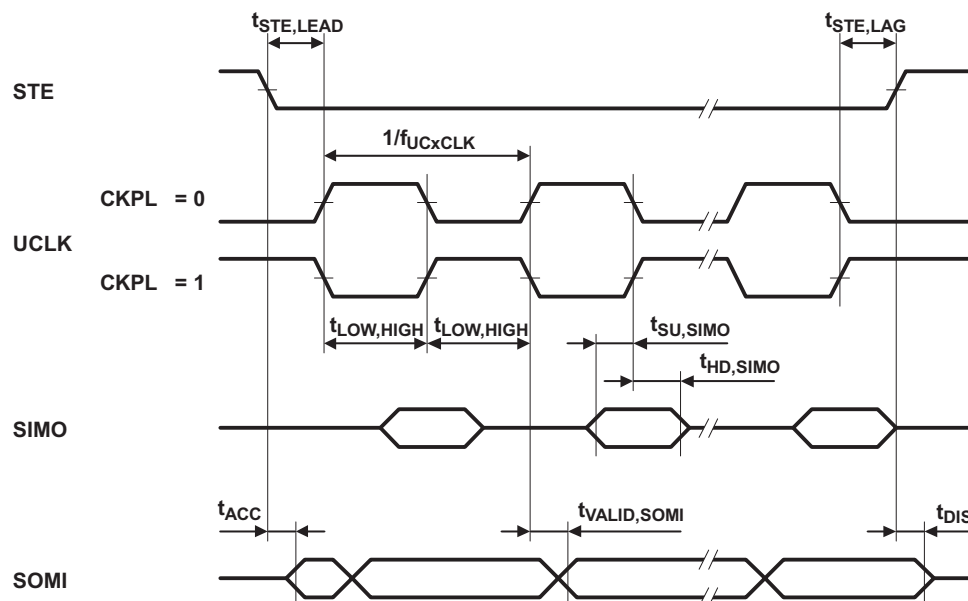 tSTE,LEAD tSTE,LAG
STE
1/fUCxCLK
CKPL = 0
UCLK
CKPL = 1
tLOW,HIGH tLOW,HIGH tSU,SIMO
tHD,SIMO
SIMO
tACC tVALID,SOMI tDIS
SOMI